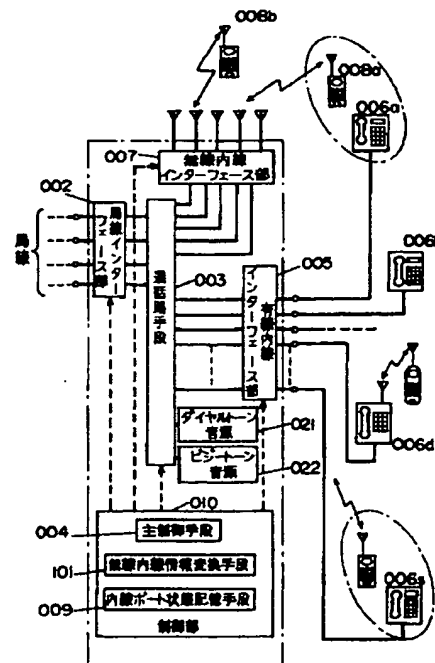 008b
008a
006a
007
無線内線
インターフェース部
002
局線インター
フェース部
局線
003
通話路手段
005
有線内線
インターフェース部
006
006d
ダイヤルトーン
音源
021
ビジートーン
音源
022
010
004
主制御手段
101
無線内線情報変換手段
009
内線ポート状態記憶手段
制御部